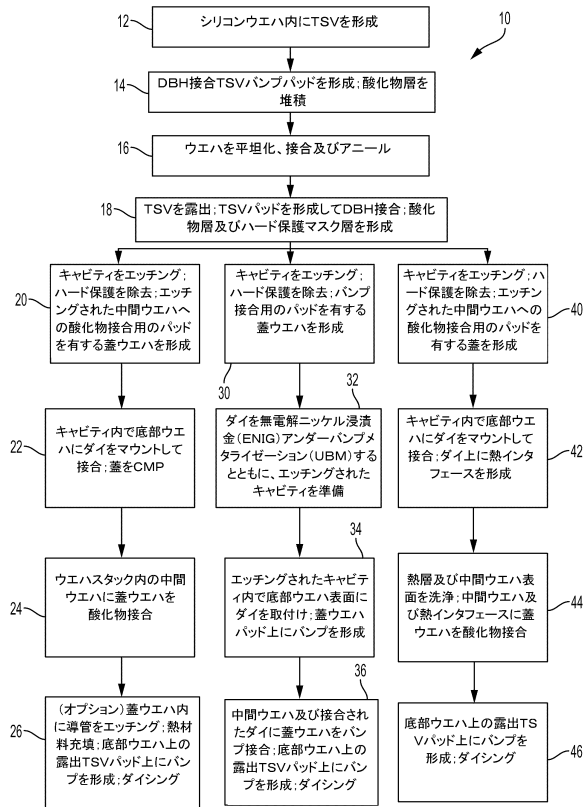 12
シリコンウエハ内にTSVを形成
10
14
DBH接合TSVバンプパッドを形成;酸化物層を
堆積
16
ウエハを平坦化、接合及びアニール
18
TSVを露出;TSVパッドを形成してDBH接合;酸化
物層及びハード保護マスク層を形成
20
キャビティをエッチング;
ハード保護を除去;エッチ
ングされた中間ウエハへ
の酸化物接合用のパッド
を有する蓋ウエハを形成
キャビティをエッチング;
ハード保護を除去;バンプ
接合用のパッドを有する
蓋ウエハを形成
30
キャビティをエッチング;ハー
ド保護を除去;エッチングさ
れた中間ウエハへの酸化
物接合用のパッドを有する
蓋を形成
40
22
キャビティ内で底部ウエ
ハにダイをマウントして
接合;蓋をCMP
32
ダイを無電解ニッケル浸漬
金(ENIG)アンダーバンプメ
タライゼーション(UBM)する
とともに、エッチングされた
キャビティを準備
キャビティ内で底部ウエ
ハにダイをマウントして
接合;ダイ上に熱インタ
フェースを形成
42
24
ウエハスタック内の中間
ウエハに蓋ウエハを
酸化物接合
34
エッチングされたキャビ
ティ内で底部ウエハ表面に
ダイを取付け;蓋ウエハ
パッド上にバンプを形成
熱層及び中間ウエハ表
面を洗浄;中間ウエハ及
び熱インタフェースに蓋
ウエハを酸化物接合
44
26
(オプション)蓋ウエハ内
に導管をエッチング;熱材
料充填;底部ウエハ上の
露出TSVパッド上にバン
プを形成;ダイシング
36
中間ウエハ及び接合され
たダイに蓋ウエハをバ
ンプ接合;底部ウエハ上の
露出TSVパッド上にバン
プを形成;ダイシング
底部ウエハ上の露出TS
Vパッド上にバンプを形
成;ダイシング
46